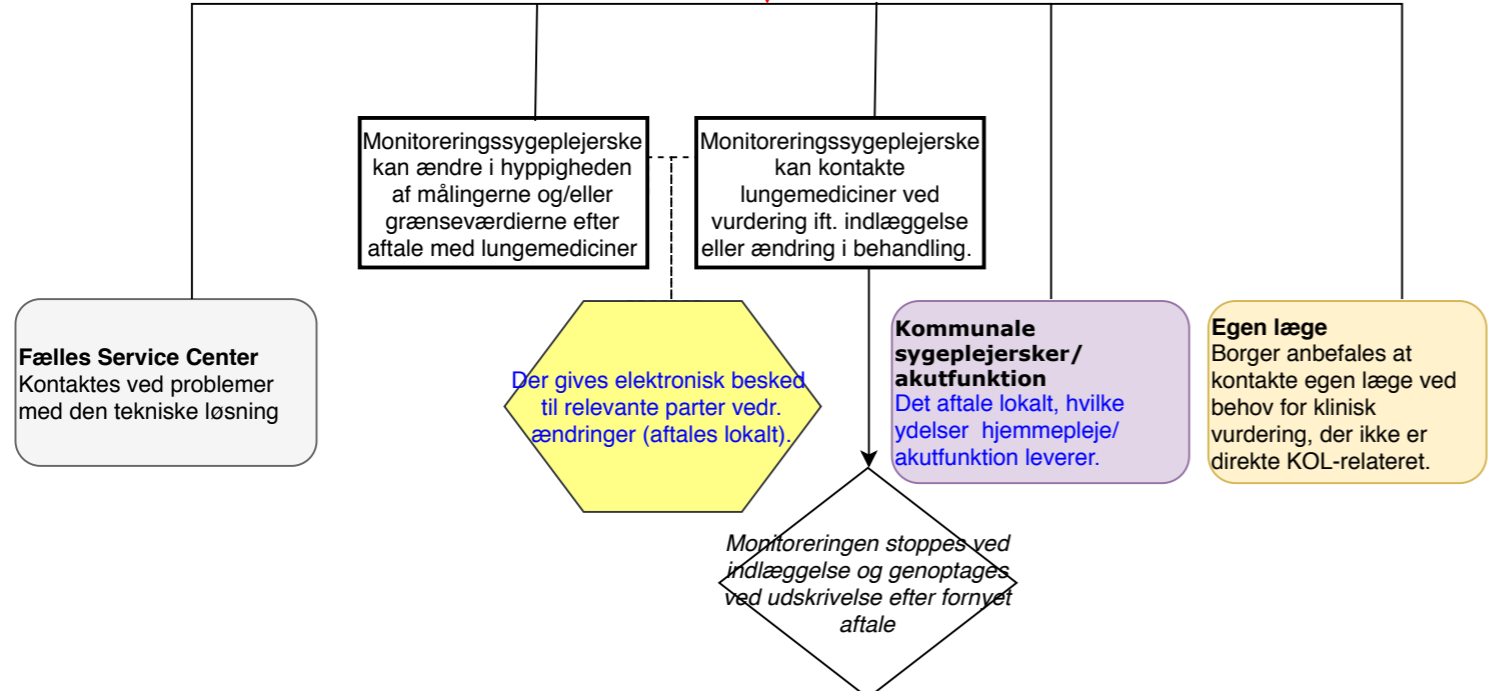 Monitoreringssygeplejerske
kan ændre i hyppigheden
af målingerne og/eller
grænseværdierne efter
aftale med lungemediciner
Monitoreringssygeplejerske
kan kontakte
lungemediciner ved
vurdering ift. indlæggelse
eller ændring i behandling.
Fælles Service Center
Kontaktes ved problemer
med den tekniske løsning
Der gives elektronisk besked
til relevante parter vedr.
ændringer (aftales lokalt).
Kommunale
sygeplejersker/
akutfunktion
Det aftale lokalt, hvilke
ydelser hjemmepleje/
akutfunktion leverer.
Egen læge
Borger anbefales at
kontakte egen læge ved
behov for klinisk
vurdering, der ikke er
direkte KOL-relateret.
Monitoreringen stoppes ved
indlæggelse og genoptages
ved udskrivelse efter fornyet
aftale